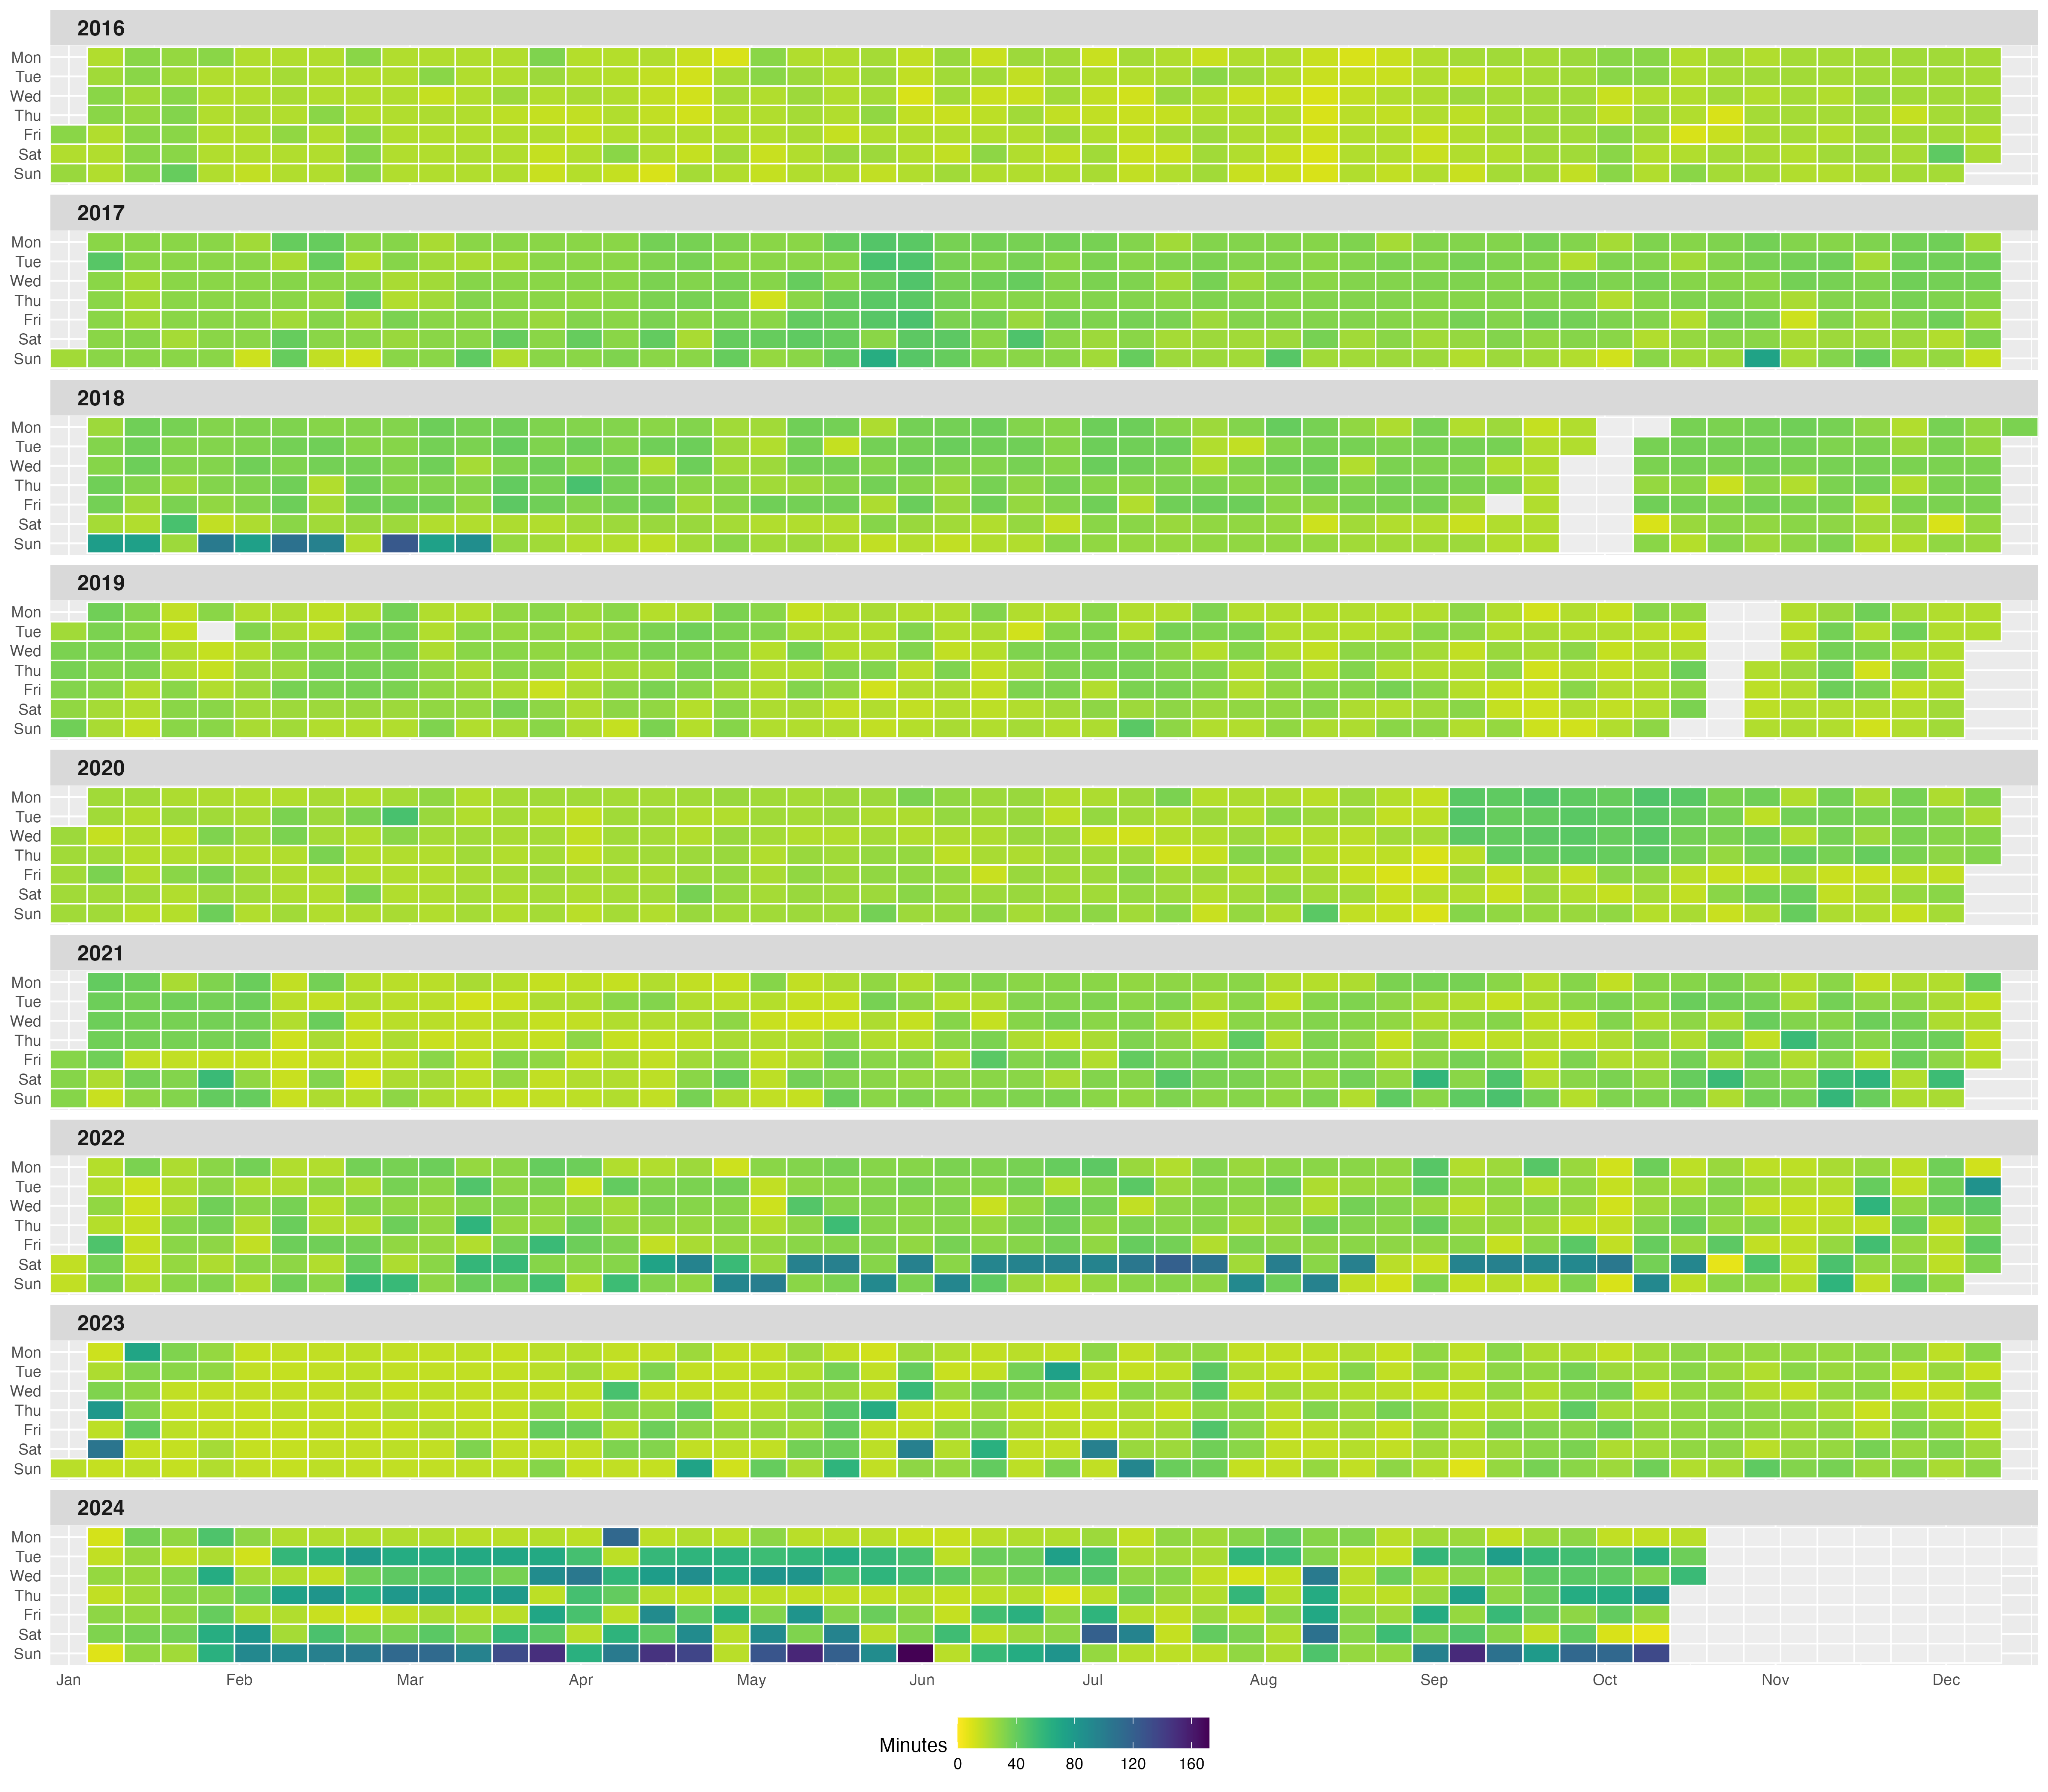 2016
Mon
Tue
Wed
Thu
Fri
Sat
Sun
2017
Mon
Tue
Wed
Thu
Fri
Sat
Sun
2018
Mon
Tue
Wed
Thu
Fri
Sat
Sun
2019
Mon
Tue
Wed
Thu
Fri
Sat
Sun
2020
Mon
Tue
Wed
Thu
Fri
Sat
Sun
2021
Mon
Tue
Wed
Thu
Fri
Sat
Sun
2022
Mon
Tue
Wed
Thu
Fri
Sat
Sun
2023
Mon
Tue
Wed
Thu
Fri
Sat
Sun
2024
Mon
Tue
Wed
Thu
Fri
Sat
Sun
Jan Feb Mar Apr May Jun Jul Aug Sep Oct Nov Dec
Minutes
0 40 80 120 160